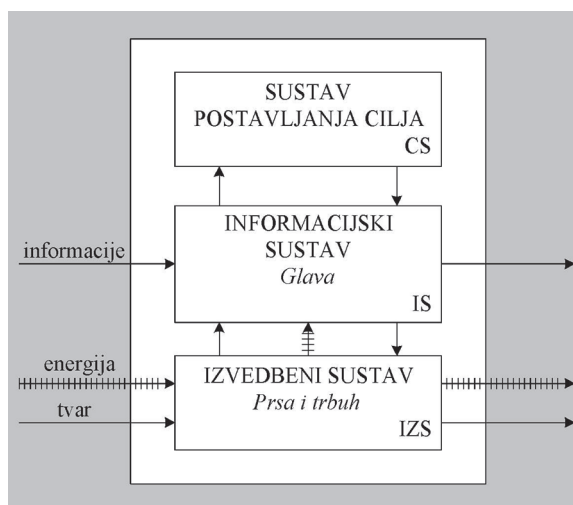 SUSTAV
POSTAVLJANJA CILJA
CS
INFORMACIJSKI
SUSTAV
Glava
IS
informacije
energija
tvar
IZVEDBENI SUSTAV
Prsa i trbuh
IZS